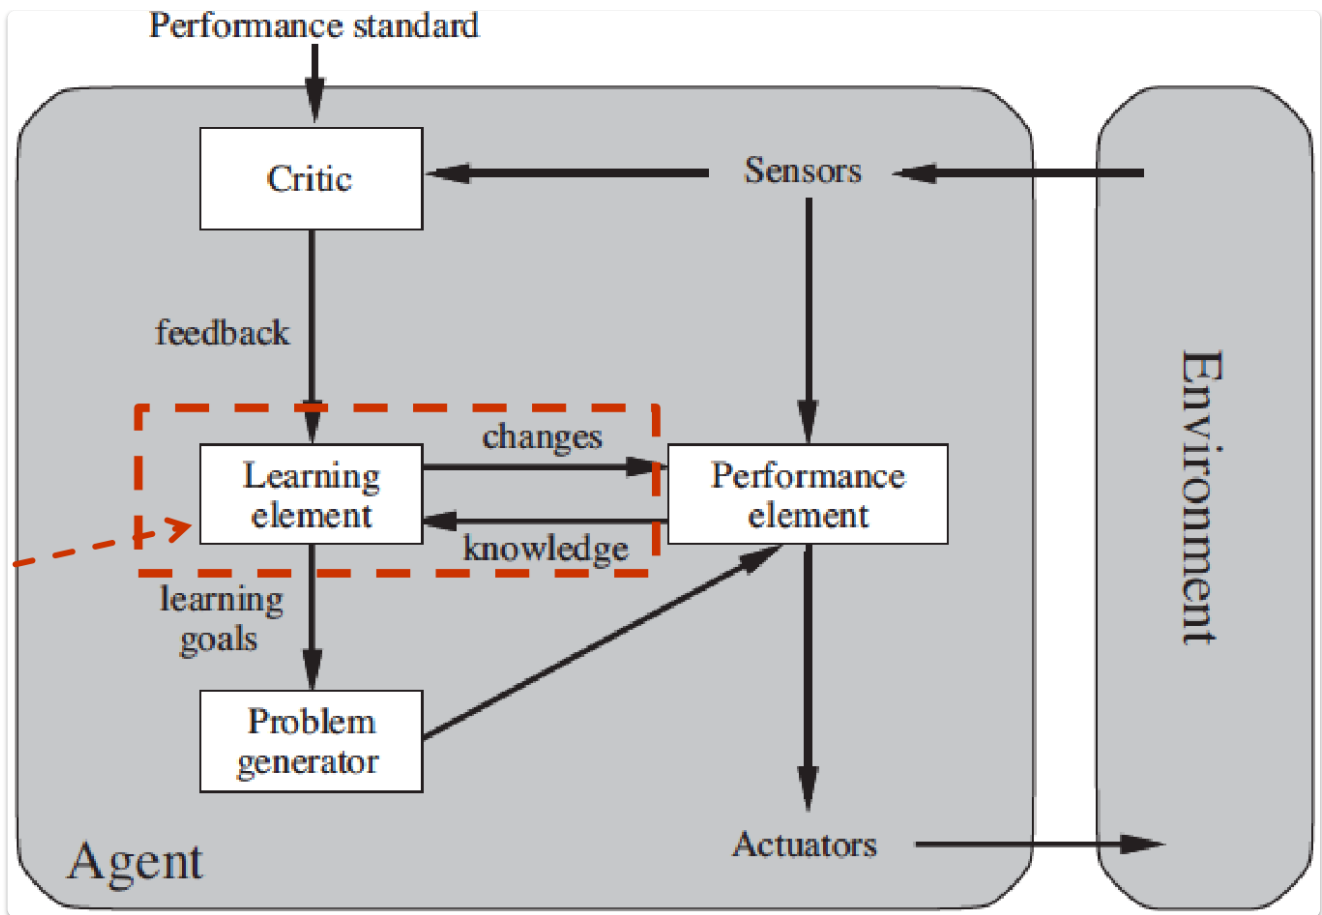 Performance standard
Critic
Sensors
feedback
changes
Learning
element
Performance
element
knowledge
learning
goals
Problem
generator
Actuators
Agent
Environment